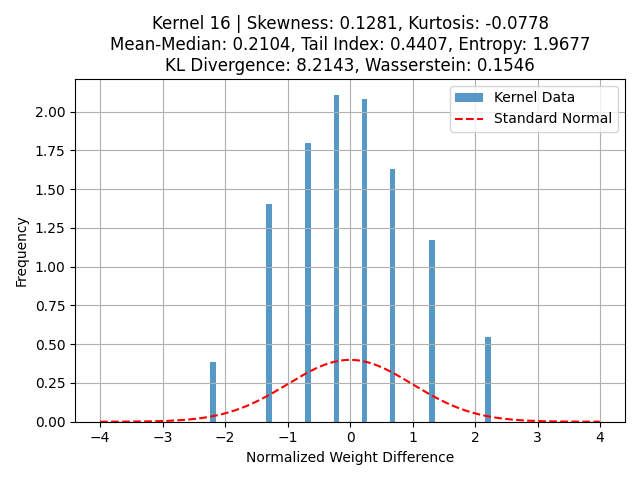 Kernel 16 | Skewness: 0.1281, Kurtosis: -0.0778
Mean-Median: 0.2104, Tail Index: 0.4407, Entropy: 1.9677
KL Divergence: 8.2143, Wasserstein: 0.1546
Kernel Data
Standard Normal
2.00
1.75
1.50
1.25
1.00
0.75
0.50
0.25
0.00
Frequency
−4
−3
−2
−1
0
1
2
3
4
Normalized Weight Difference